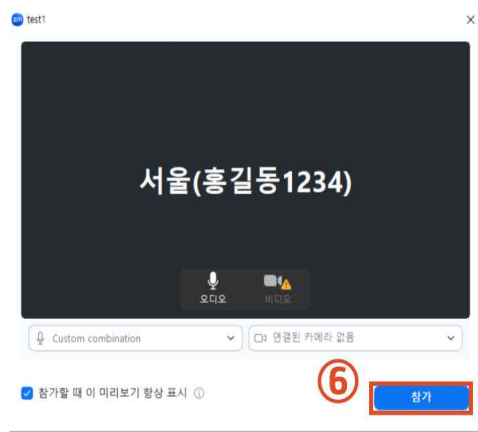 zm test1
서울(홍길동1234)
오디오 비디오
Custom combination 연결된 카메라 없음
참가할 때 이 미리보기 항상 표시
⑥
참가